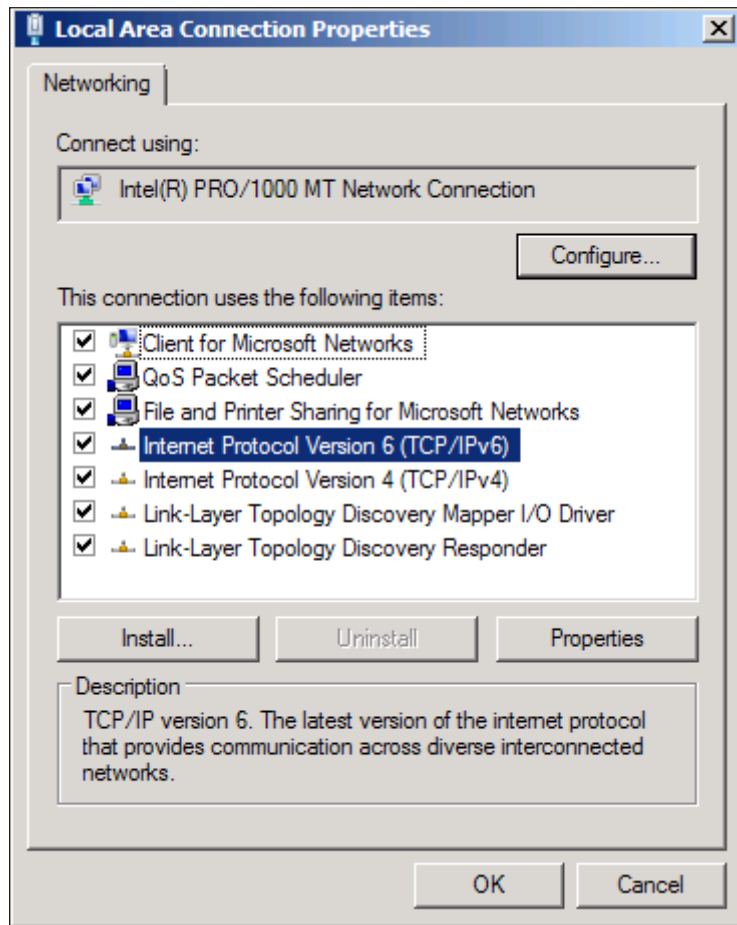 Local Area Connection Properties
Networking
Connect using:
Intel(R) PRO/1000 MT Network Connection
Configure...
This connection uses the following items:
Client for Microsoft Networks
QoS Packet Scheduler
File and Printer Sharing for Microsoft Networks
Internet Protocol Version 6 (TCP/IPv6)
Internet Protocol Version 4 (TCP/IPv4)
Link-Layer Topology Discovery Mapper I/O Driver
Link-Layer Topology Discovery Responder
Install... Uninstall Properties
Description
TCP/IP version 6. The latest version of the internet protocol
that provides communication across diverse interconnected
networks.
OK Cancel